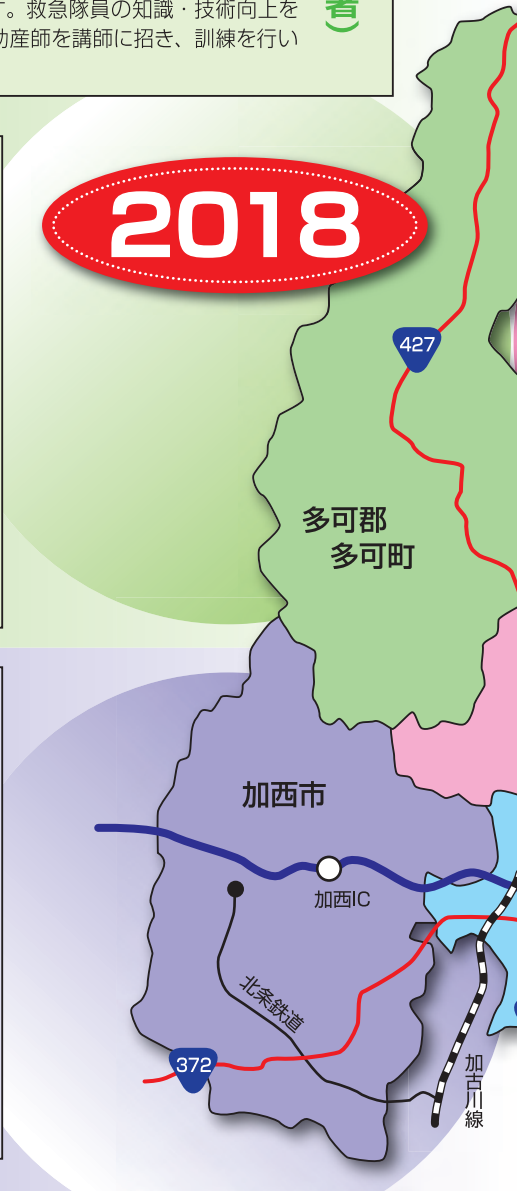 す。救急隊員の知識・技術向上を
助産師を講師に招き、訓練を行い
者）
2018
427
多可郡
多可町
加西市
加西IC
北条鉄道
372
加古川線